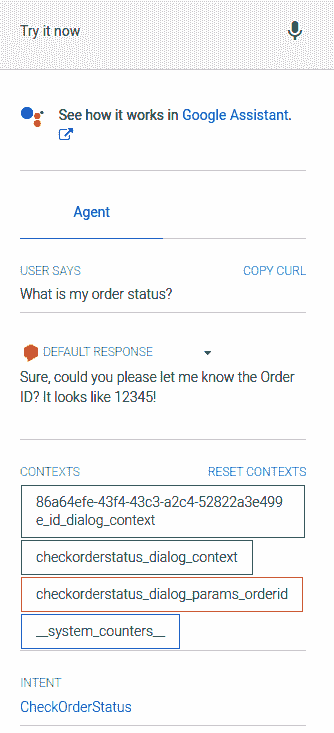 Try it now
See how it works in Google Assistant.
Agent
USER SAYS COPY CURL
What is my order status?
DEFAULT RESPONSE
Sure, could you please let me know the Order
ID? It looks like 12345!
CONTEXTS RESET CONTEXTS
86a64efe-43f4-43c3-a2c4-52822a3e499
e_id_dialog_context
checkorderstatus_dialog_context
checkorderstatus_dialog_params_orderid
__system_counters__
INTENT
CheckOrderStatus